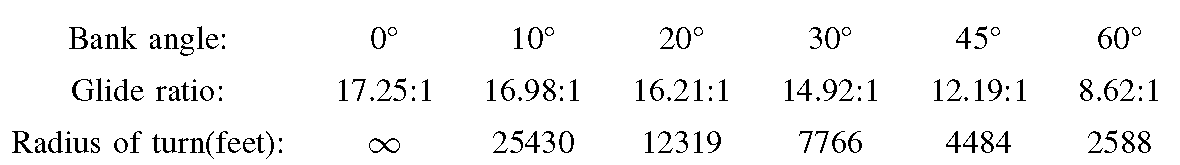 Bank angle: 0° 10° 20° 30° 45° 60°
Glide ratio: 17.25:1 16.98:1 16.21:1 14.92:1 12.19:1 8.62:1
Radius of turn(feet): ∞ 25430 12319 7766 4484 2588